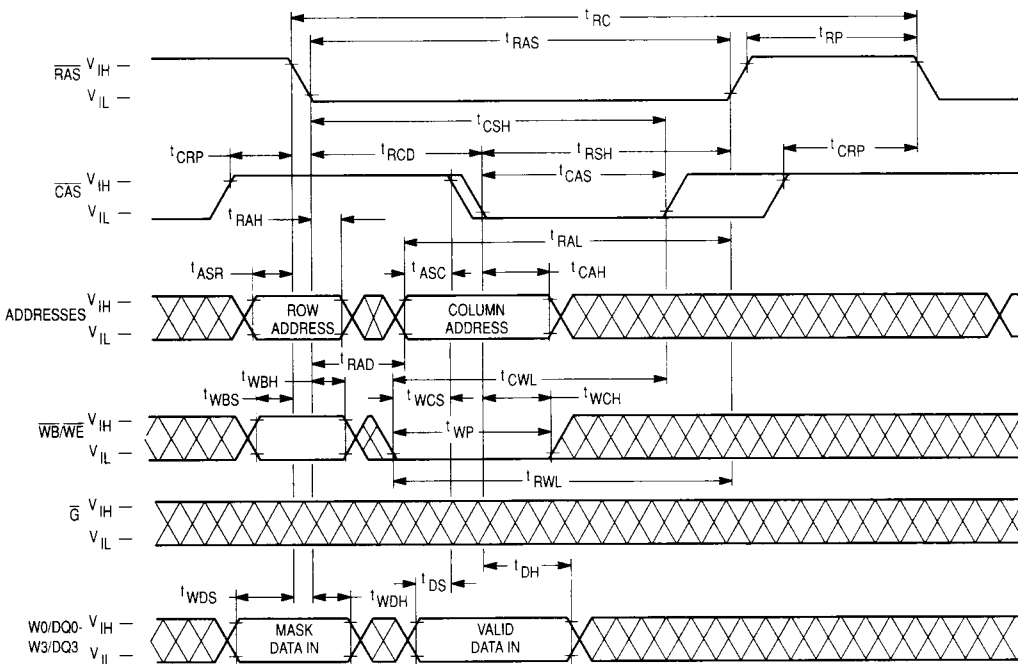 tRC
tRAS
tRP
RAS VIH
VIL
tCSH
tCRP
tRCD
tRSH
tCRP
CAS VIH
VIL
tCAS
tRAH
tRAL
tASR
tASC
tCAH
ADDRESSES VIH
VIL
ROW
ADDRESS
COLUMN
ADDRESS
tRAD
tWBH
tCWL
tWBS
tWCS
tWCH
WB/WE VIH
VIL
tWP
tRWL
G VIH
VIL
tDH
tDS
tWDS
tWDH
W0/DQ0- VIH
W3/DQ3 VIL
MASK
DATA IN
VALID
DATA IN